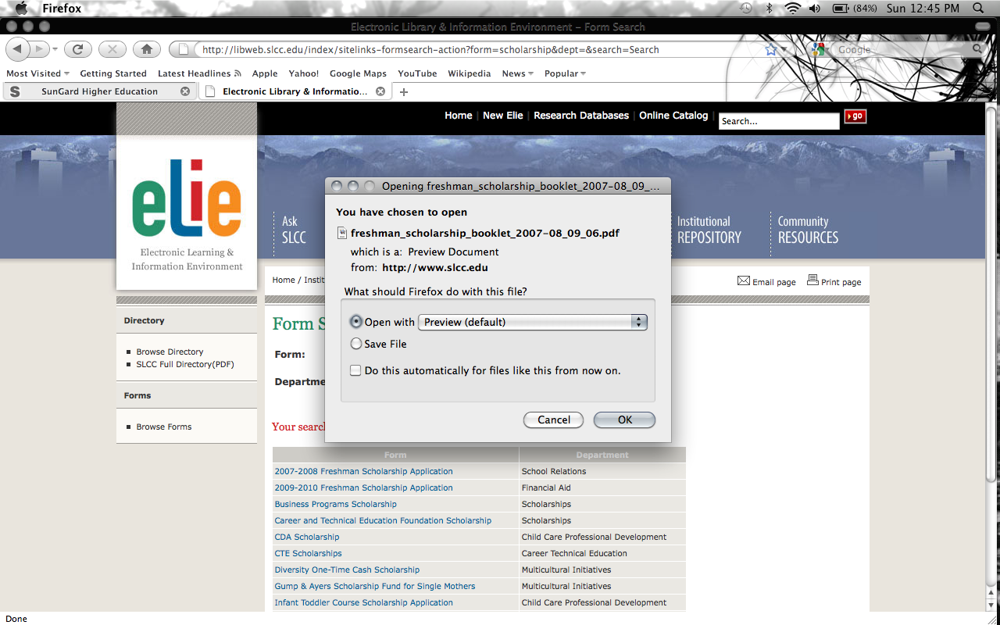 Firefox
(84%) Sun 12:45 PM
Electronic Library & Information Environment – Form Search
http://libweb.slcc.edu/index/sitelinks-formsearch-action?form=scholarship&dept=&search=Search
Google
Most Visited Getting Started Latest Headlines Apple Yahoo! Google Maps YouTube Wikipedia News Popular
S SunGard Higher Education
Electronic Library & Informatio...
Home | New Elie | Research Databases | Online Catalog |
Search...
go
elie
Electronic Learning &
Information Environment
Ask
SLCC
Institutional
REPOSITORY
Community
RESOURCES
Opening freshman_scholarship_booklet_2007-08_09_...
You have chosen to open
freshman_scholarship_booklet_2007-08_09_06.pdf
which is a: Preview Document
from: http://www.slcc.edu
What should Firefox do with this file?
Open with Preview (default)
Save File
Do this automatically for files like this from now on.
Cancel OK
Home / Instit
Email page Print page
Directory
Browse Directory
SLCC Full Directory(PDF)
Forms
Browse Forms
Form S
Form:
Departme
Your searc
Form Department
2007-2008 Freshman Scholarship Application School Relations
2009-2010 Freshman Scholarship Application Financial Aid
Business Programs Scholarship Scholarships
Career and Technical Education Foundation Scholarship Scholarships
CDA Scholarship Child Care Professional Development
CTE Scholarships Career Technical Education
Diversity One-Time Cash Scholarship Multicultural Initiatives
Gump & Ayers Scholarship Fund for Single Mothers Multicultural Initiatives
Infant Toddler Course Scholarship Application Child Care Professional Development
Done